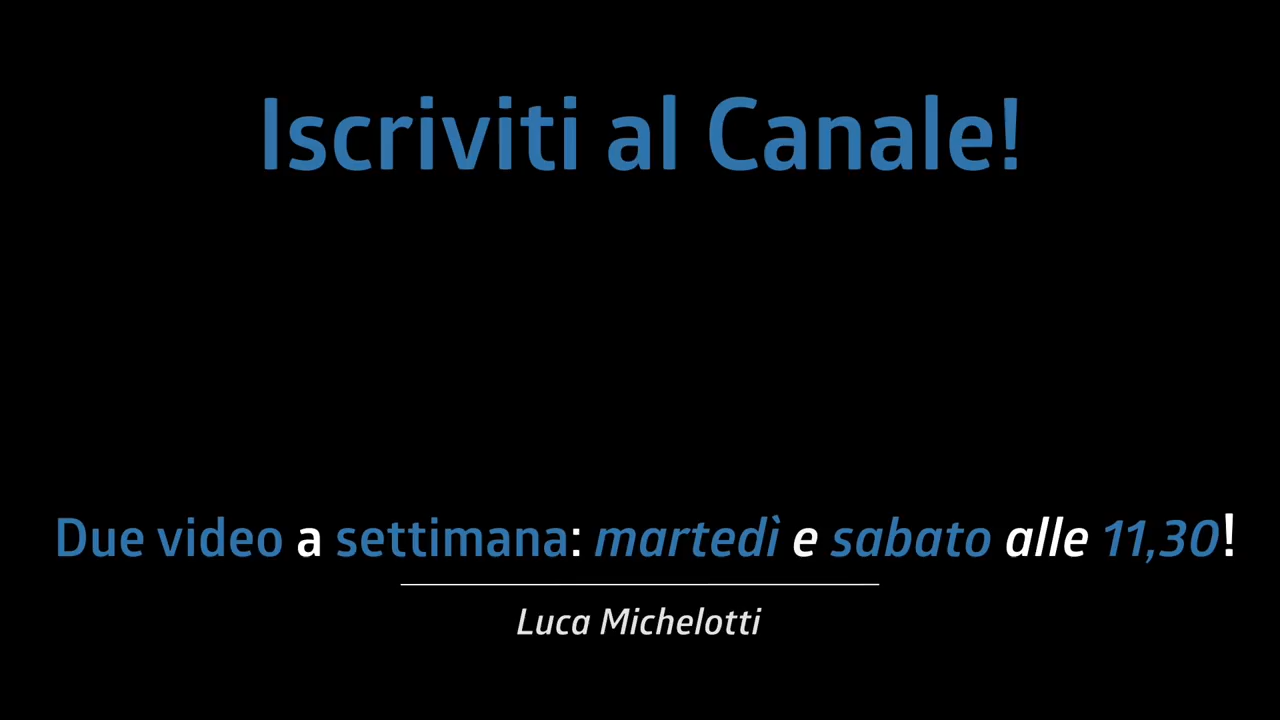 Iscriviti al Canale!
Due video a settimana: martedì e sabato alle 11,30!
Luca Michelotti